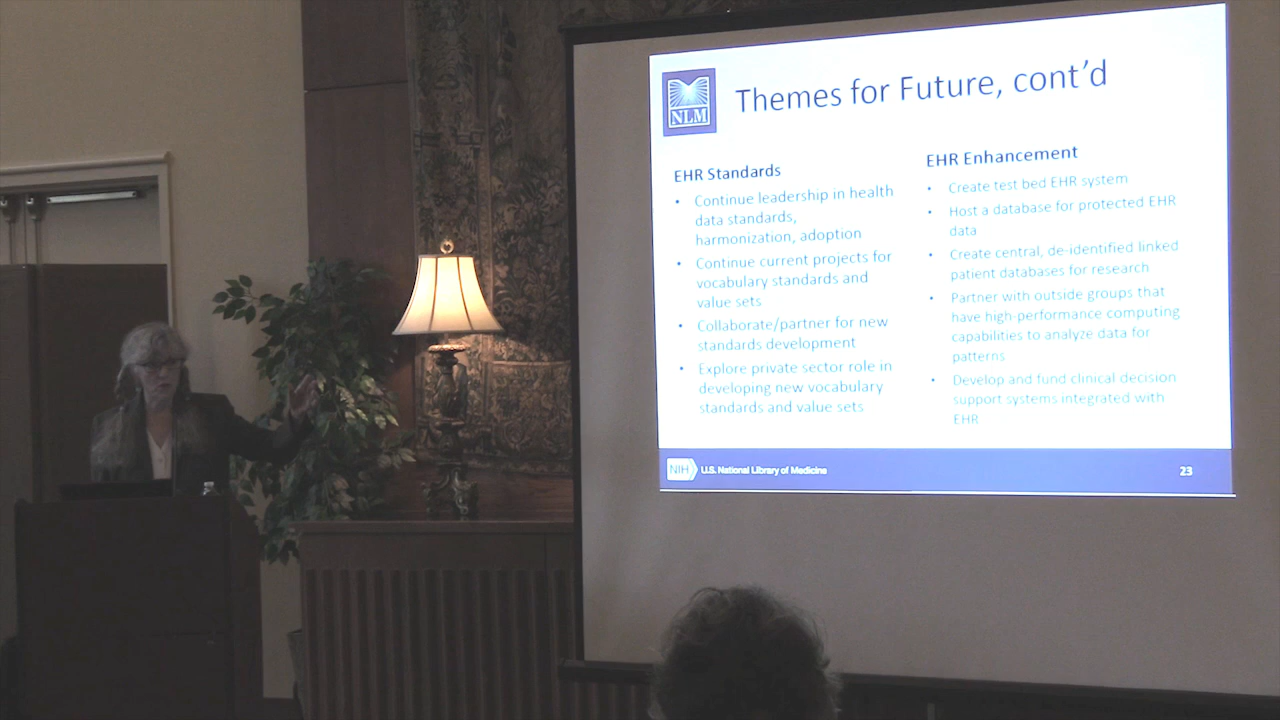 NLM
Themes for Future, cont'd
EHR Standards
• Continue leadership in health
data standards,
harmonization, adoption
• Continue current projects for
vocabulary standards and
value sets
• Collaborate/partner for new
standards development
• Explore private sector role in
developing new vocabulary
standards and value sets
EHR Enhancement
• Create test bed EHR system
• Host a database for protected EHR
data
• Create central, de-identified linked
patient databases for research
• Partner with outside groups that
have high-performance computing
capabilities to analyze data for
patterns
• Develop and fund clinical decision
support systems integrated with
EHR
NIH U.S. National Library of Medicine
23